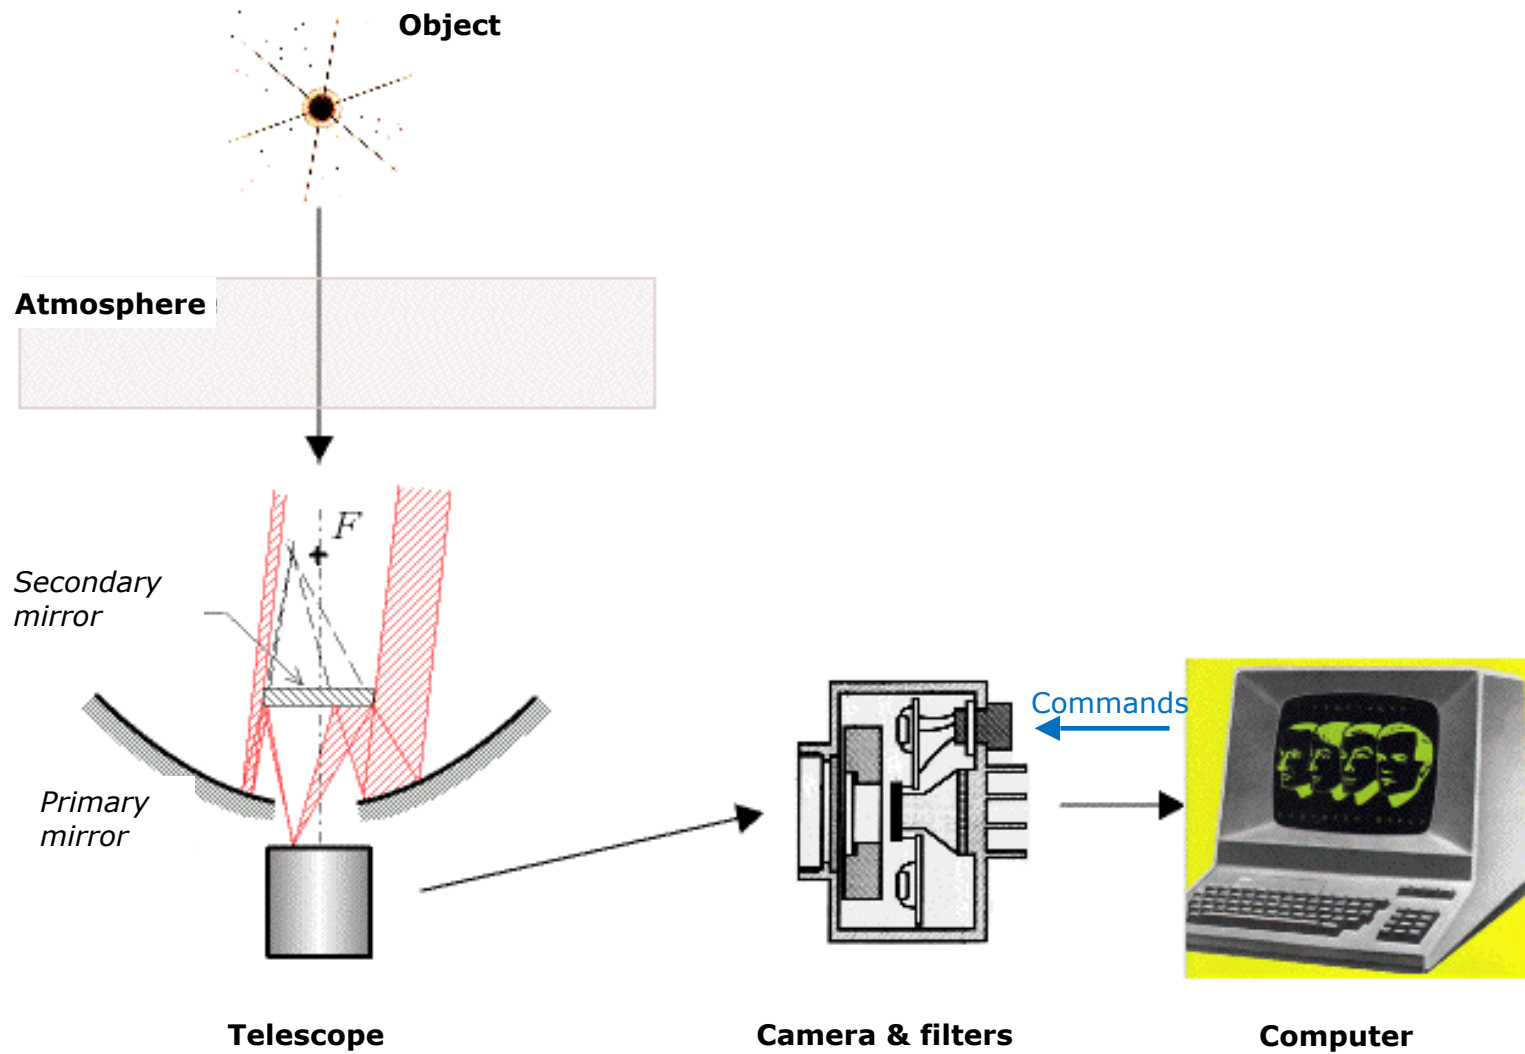 Object
Atmosphere
F
Secondary
mirror
Primary
mirror
Commands
Telescope
Camera & filters
Computer